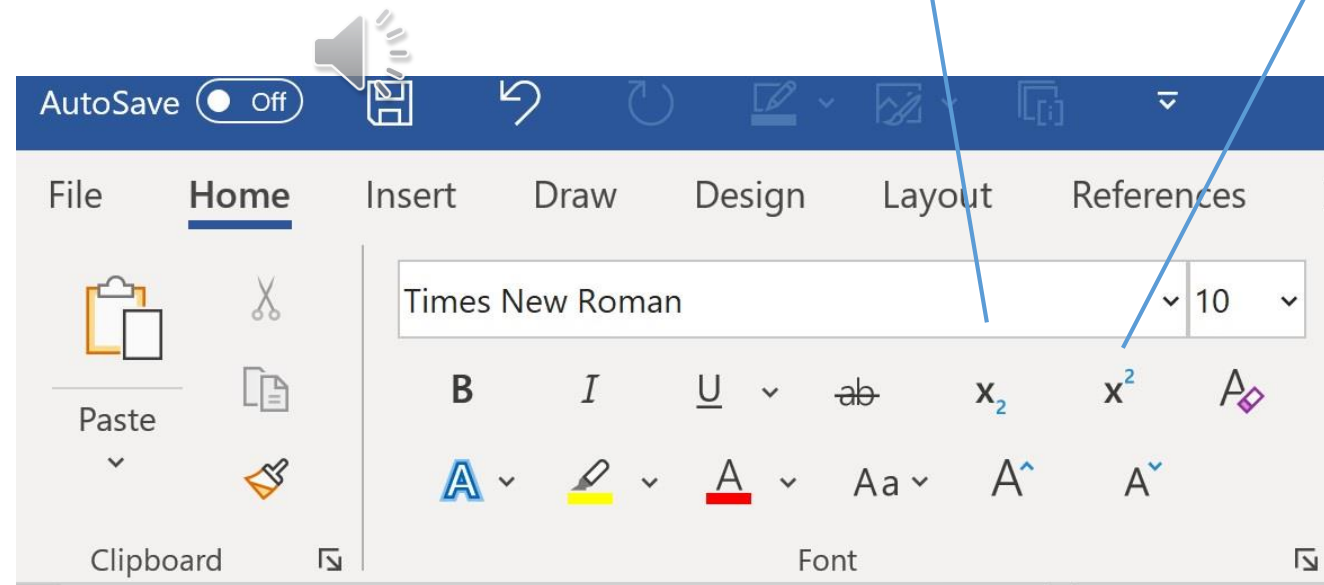 AutoSave Off
File Home Insert Draw Design Layout References
Times New Roman 10
B I U ab x₂ x² A
Paste
A A Aa A A
Clipboard Font